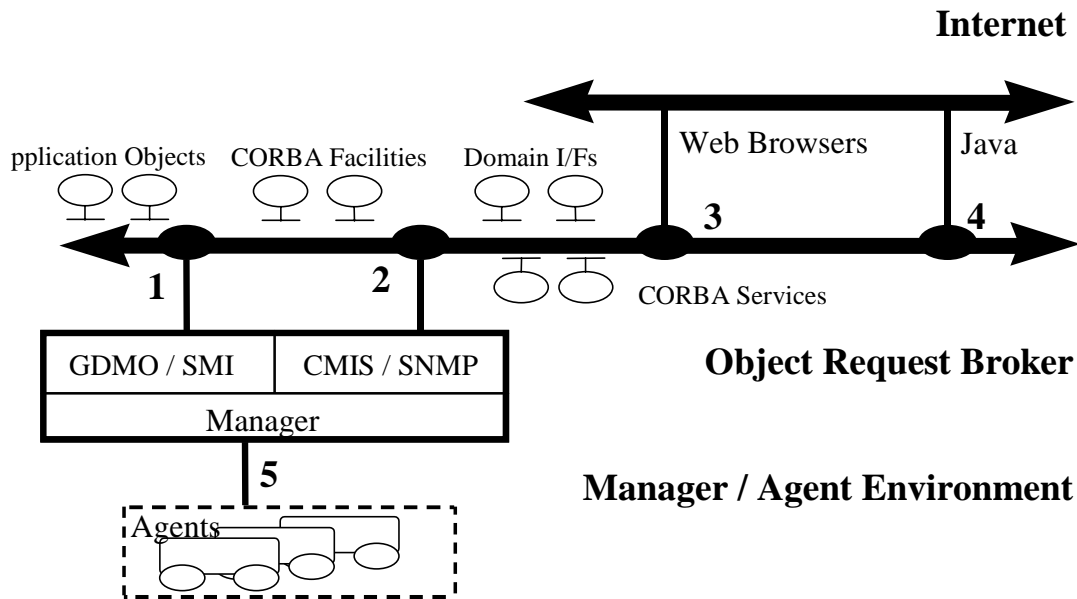 Internet
Web Browsers
Java
pplication Objects
CORBA Facilities
Domain I/Fs
3
4
1
2
CORBA Services
GDMO / SMI
CMIS / SNMP
Object Request Broker
Manager
5
Manager / Agent Environment
Agents